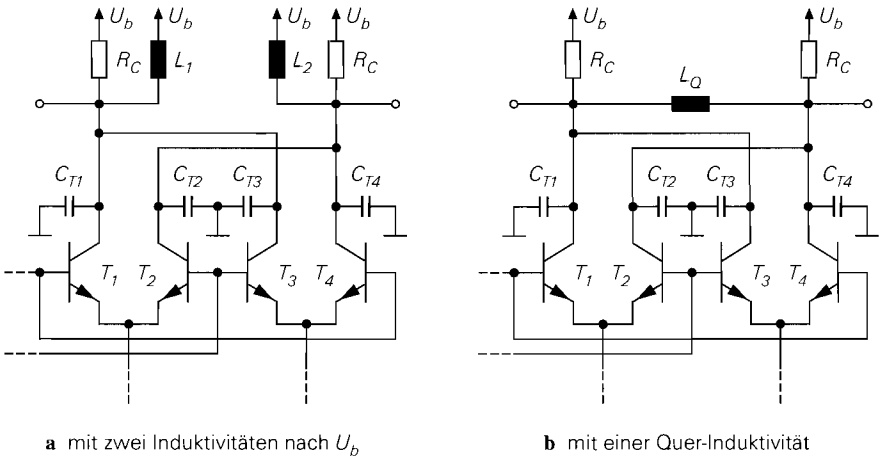 U_b U_b U_b U_b U_b U_b
R_C L_1 L_2 R_C R_C L_Q R_C
C_T1 C_T2 C_T3 C_T4 C_T1 C_T2 C_T3 C_T4
T_1 T_2 T_3 T_4 T_1 T_2 T_3 T_4
a mit zwei Induktivitäten nach U_b
b mit einer Quer-Induktivität